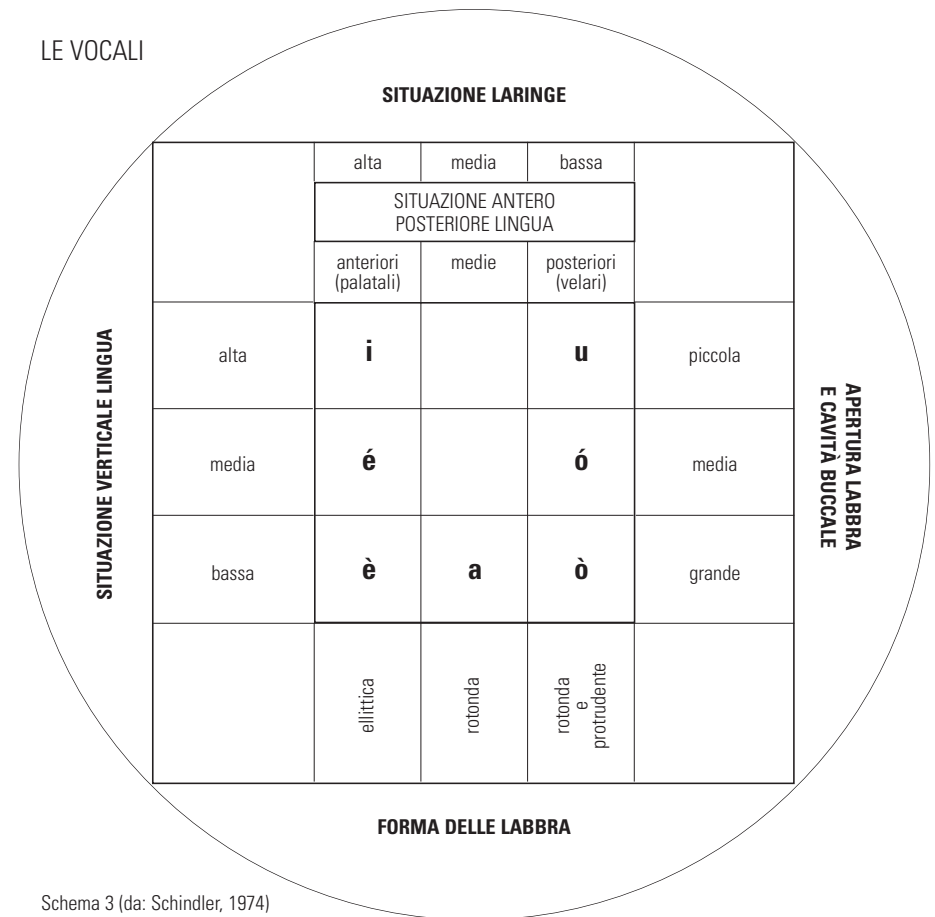 LE VOCALI
SITUAZIONE LARINGE
alta media bassa
SITUAZIONE ANTERO
POSTERIORE LINGUA
anteriori
(palatali)
medie
posteriori
(velari)
SITUAZIONE VERTICALE LINGUA
alta i u piccola
media é ó media
bassa è a ò grande
APERTURA LABBRA
E CAVITÀ BUCCALE
ellittica
rotonda
rotonda
e
protrudente
FORMA DELLE LABBRA
Schema 3 (da: Schindler, 1974)